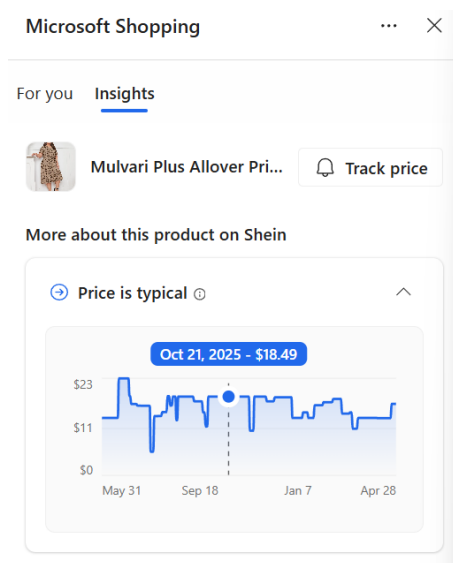 Microsoft Shopping
For you Insights
Mulvari Plus Allover Pri... Track price
More about this product on Shein
Price is typical
Oct 21, 2025 - $18.49
$23
$11
$0
May 31 Sep 18 Jan 7 Apr 28